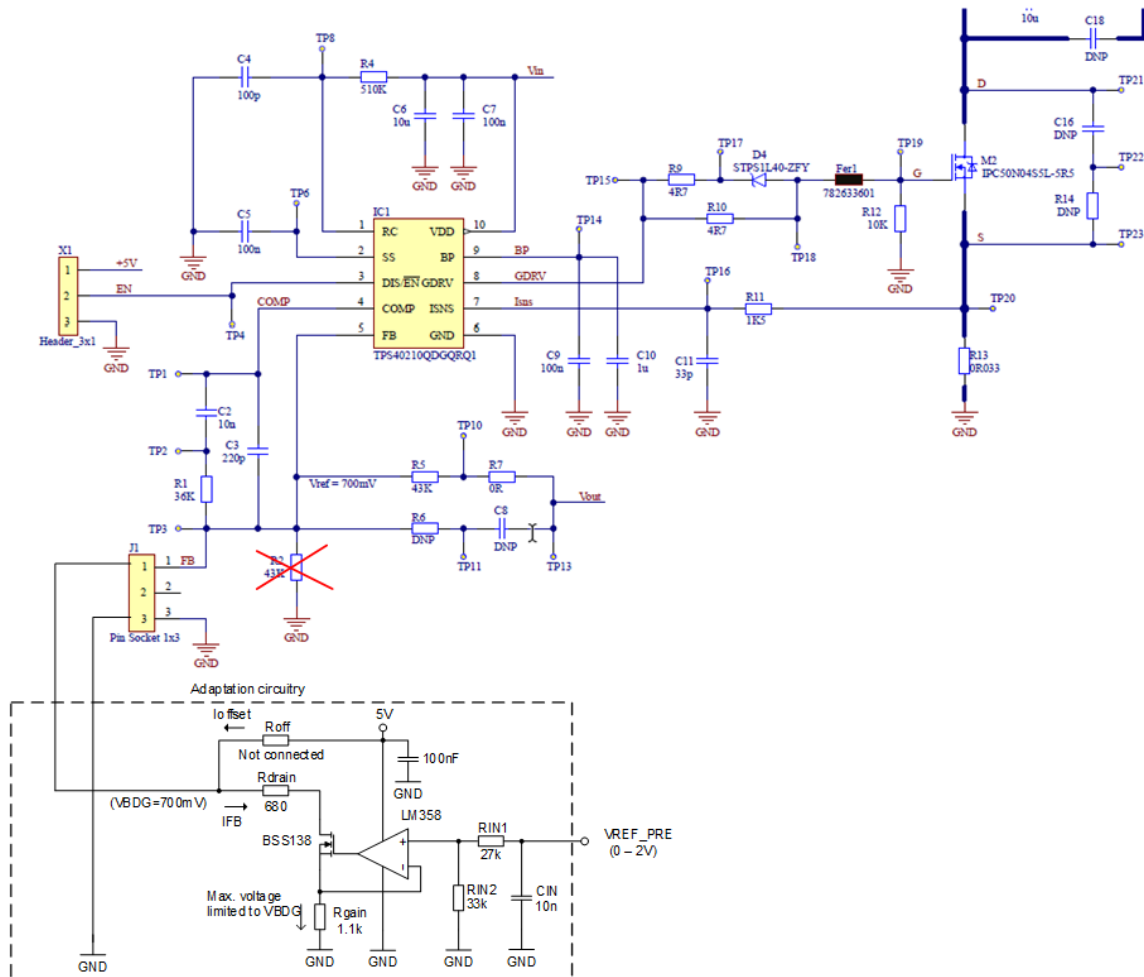 10u
C18
DNP
TP8
C4
100p
R4
510K
Vin
C6
10u
C7
100n
GND
GND
D
TP21
C16
DNP
TP17
D4
STPS1L40-ZFY
Fer1
782633601
TP19
G
M2
IPC50N04S5L-5R5
TP22
TP15
R9
4R7
R10
4R7
R12
10K
R14
DNP
TP6
IC1
C5
100n
GND
1
RC
VDD
10
2
SS
BP
9
3
DIS/EN
GDRV
8
4
COMP
ISNS
7
5
FB
GND
6
TPS40210QDGQRQ1
TP14
BP
GDRV
Isns
TP18
GND
S
TP23
X1
1
+5V
2
EN
3
Header_3x1
GND
COMP
TP4
TP16
R11
1K5
TP20
C9
100n
C10
1u
C11
33p
R13
0R033
GND
GND
GND
GND
GND
TP1
C2
10n
TP2
C3
220p
R1
36K
TP3
TP10
Vref = 700mV
R5
43K
R7
0R
Vout
R6
DNP
C8
DNP
TP11
TP13
R2
43K
GND
J1
1
1
FB
2
2
3
3
Pin Socket 1x3
GND
Adaptation circuitry
Ioffset
Roff
Not connected
5V
100nF
GND
(VBDG=700mV)
Rdrain
680
IFB
BSS138
LM358
+
-
RIN1
27k
VREF_PRE
(0 – 2V)
RIN2
33k
CIN
10n
Max. voltage
limited to VBDG
Rgain
1.1k
GND
GND
GND
GND
GND